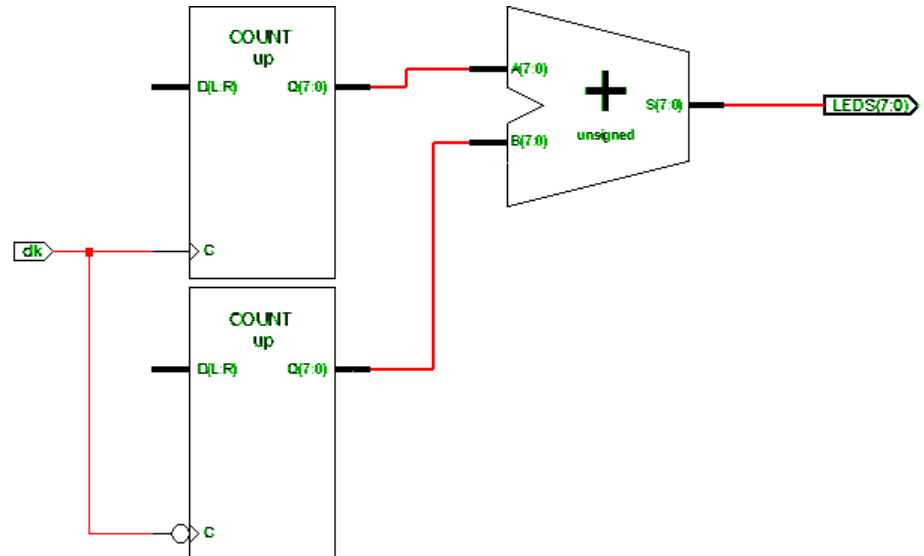 COUNT
up
D(L:R) Q(7:0)
C
clk
COUNT
up
D(L:R) Q(7:0)
C
A(7:0)
B(7:0)
+
unsigned
S(7:0)
LEDS(7:0)